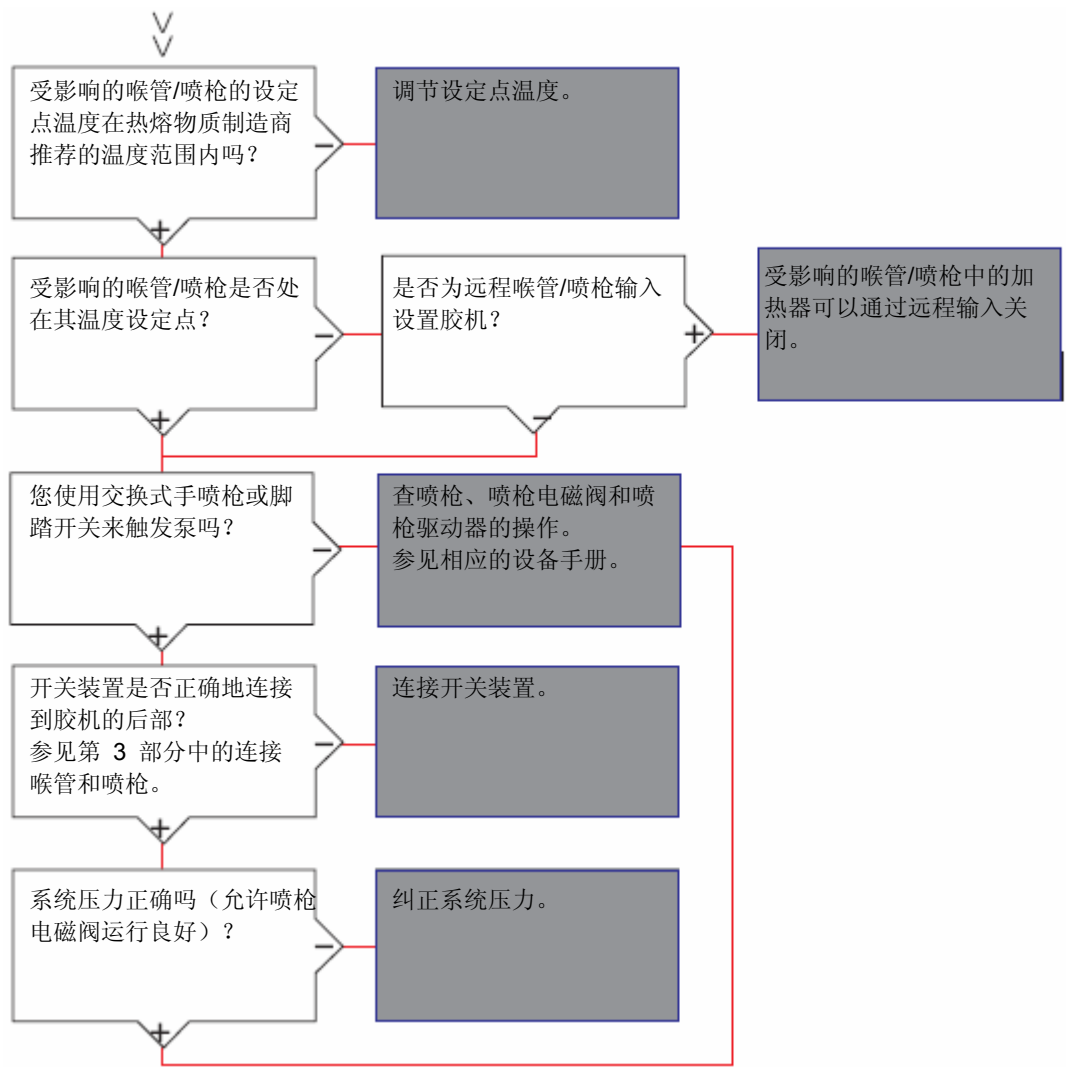 受影响的喉管/喷枪的设定
点温度在热熔物质制造商
推荐的温度范围内吗？
调节设定点温度。
受影响的喉管/喷枪是否处
在其温度设定点？
是否为远程喉管/喷枪输入
设置胶机？
受影响的喉管/喷枪中的加
热器可以通过远程输入关
闭。
您使用交换式手喷枪或脚
踏开关来触发泵吗？
查喷枪、喷枪电磁阀和喷
枪驱动器的操作。
参见相应的设备手册。
开关装置是否正确地连接
到胶机的后部？
参见第 3 部分中的连接
喉管和喷枪。
连接开关装置。
系统压力正确吗（允许喷枪
电磁阀运行良好）？
纠正系统压力。